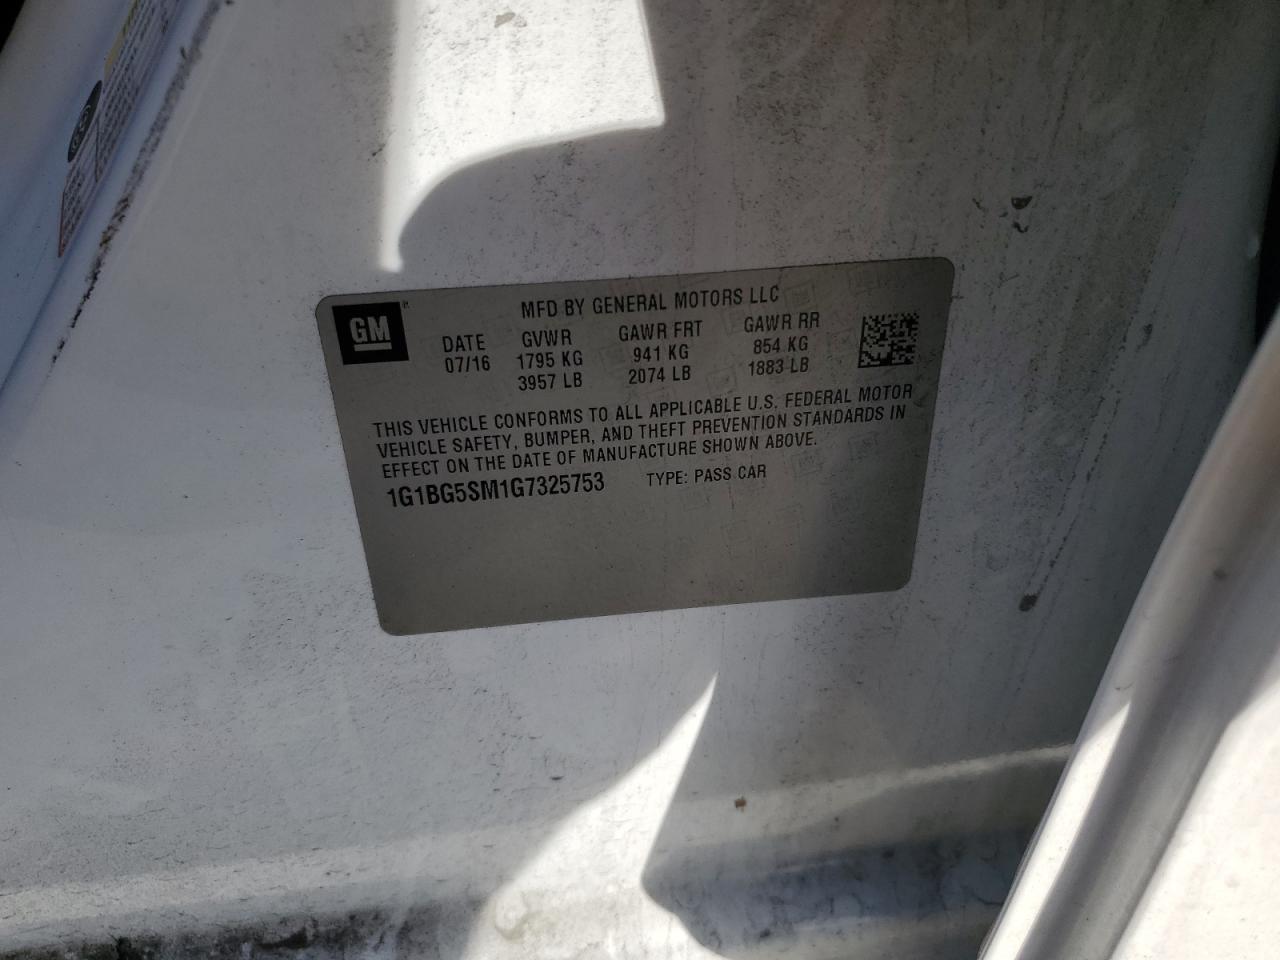 GM
MFD BY GENERAL MOTORS LLC
DATE GVWR GAWR FRT GAWR RR
07/16 1795 KG 941 KG 854 KG
3957 LB 2074 LB 1883 LB
THIS VEHICLE CONFORMS TO ALL APPLICABLE U.S. FEDERAL MOTOR
VEHICLE SAFETY, BUMPER, AND THEFT PREVENTION STANDARDS IN
EFFECT ON THE DATE OF MANUFACTURE SHOWN ABOVE.
1G1BG5SM1G7325753 TYPE: PASS CAR